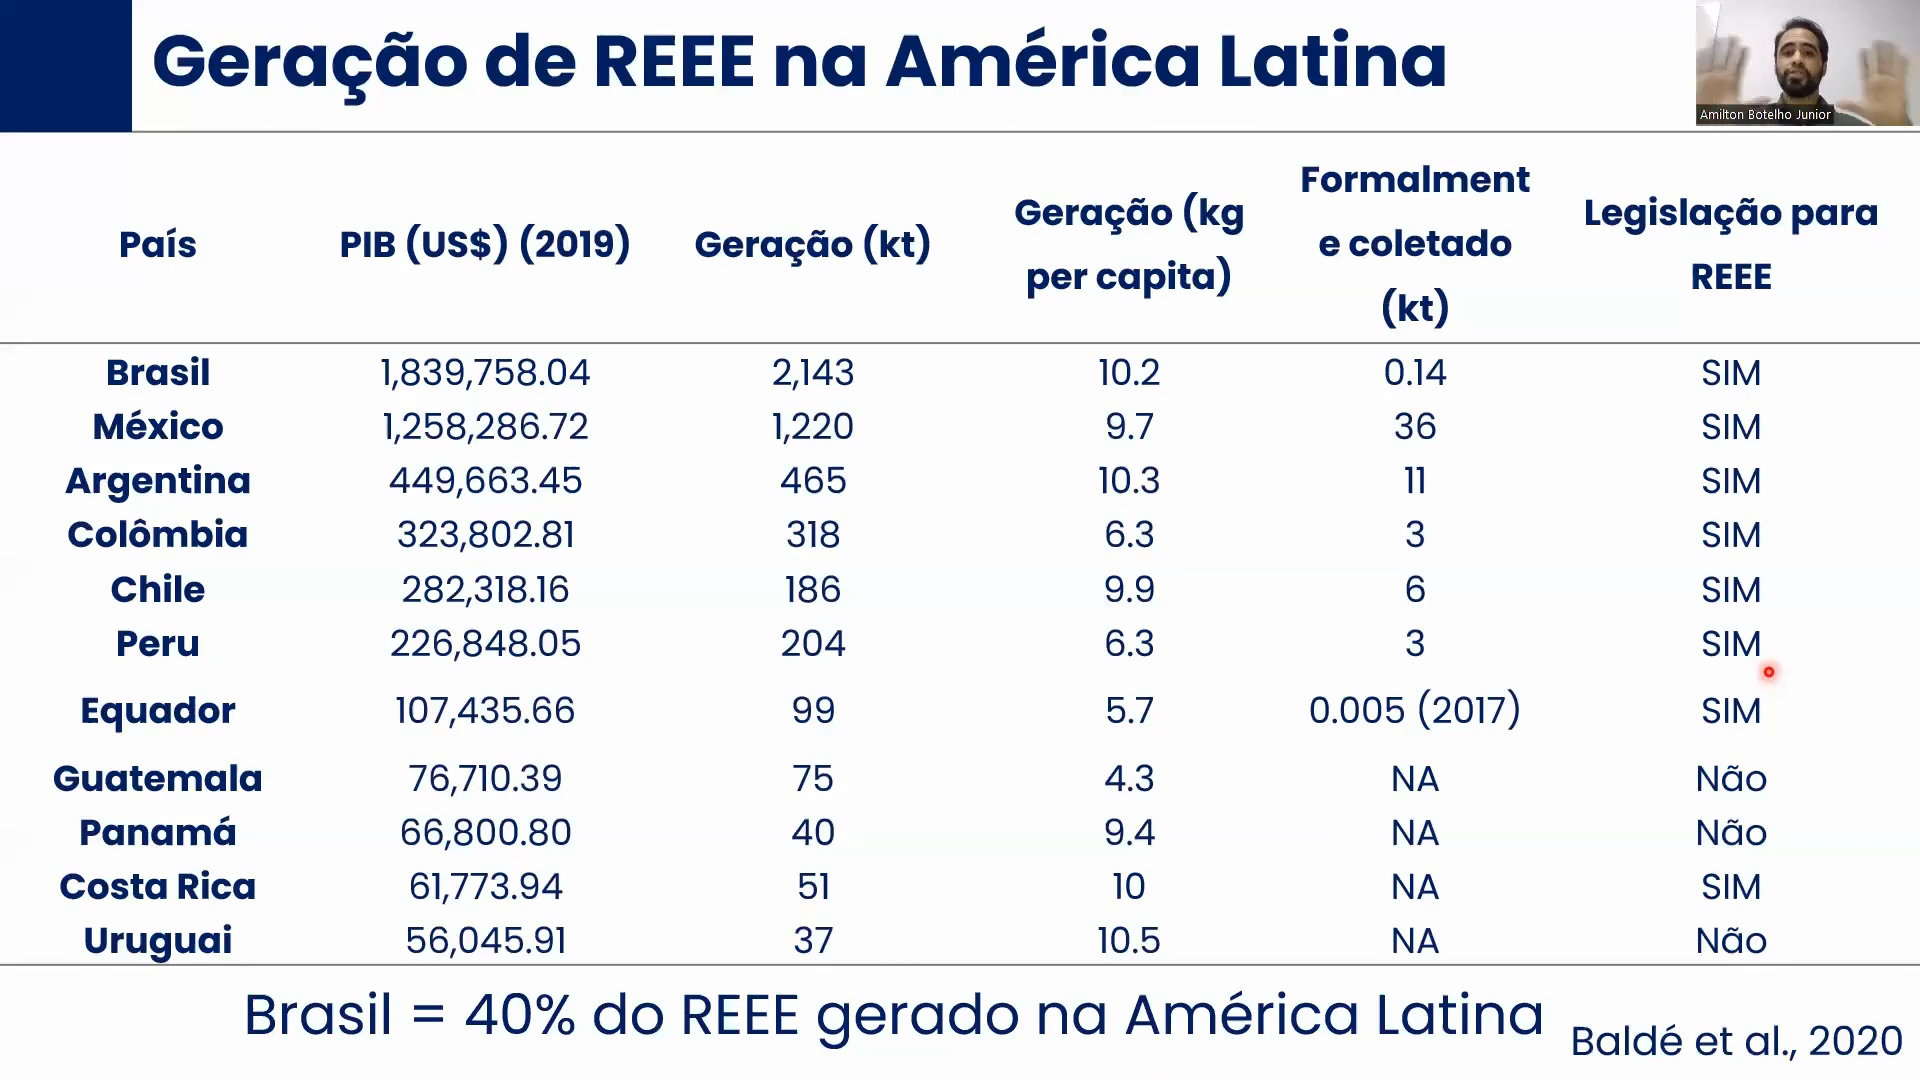 Geração de REEE na América Latina
Amilton Botelho Junior
País PIB (US$) (2019) Geração (kt) Geração (kg per capita) Formalment e coletado (kt) Legislação para REEE
Brasil 1,839,758.04 2,143 10.2 0.14 SIM
México 1,258,286.72 1,220 9.7 36 SIM
Argentina 449,663.45 465 10.3 11 SIM
Colômbia 323,802.81 318 6.3 3 SIM
Chile 282,318.16 186 9.9 6 SIM
Peru 226,848.05 204 6.3 3 SIM
Equador 107,435.66 99 5.7 0.005 (2017) SIM
Guatemala 76,710.39 75 4.3 NA Não
Panamá 66,800.80 40 9.4 NA Não
Costa Rica 61,773.94 51 10 NA SIM
Uruguai 56,045.91 37 10.5 NA Não
Brasil = 40% do REEE gerado na América Latina
Baldé et al., 2020